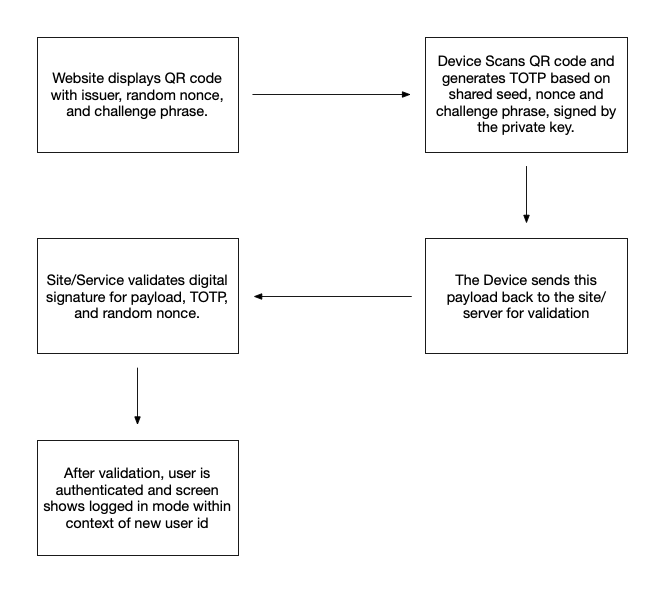 Website displays QR code
with issuer, random nonce,
and challenge phrase.
Device Scans QR code and
generates TOTP based on
shared seed, nonce and
challenge phrase, signed by
the private key.
The Device sends this
payload back to the site/
server for validation
Site/Service validates digital
signature for payload, TOTP,
and random nonce.
After validation, user is
authenticated and screen
shows logged in mode within
context of new user id